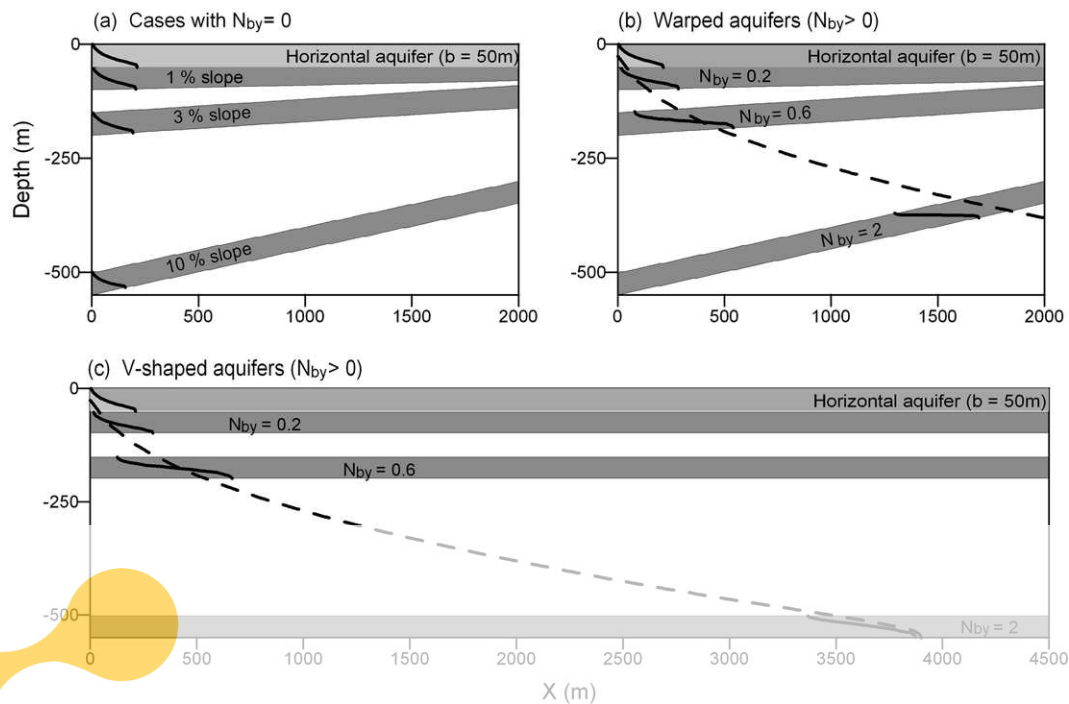 (a) Cases with Nby= 0
0
-250
-500
Depth (m)
Horizontal aquifer (b = 50m)
1 % slope
3 % slope
10 % slope
0 500 1000 1500 2000
(b) Warped aquifers (Nby> 0)
0
-250
-500
Horizontal aquifer (b = 50m)
Nby = 0.2
Nby = 0.6
Nby = 2
0 500 1000 1500 2000
(c) V-shaped aquifers (Nby> 0)
0
-250
-500
Horizontal aquifer (b = 50m)
Nby = 0.2
Nby = 0.6
Nby = 2
0 500 1000 1500 2000 2500 3000 3500 4000 4500
X (m)